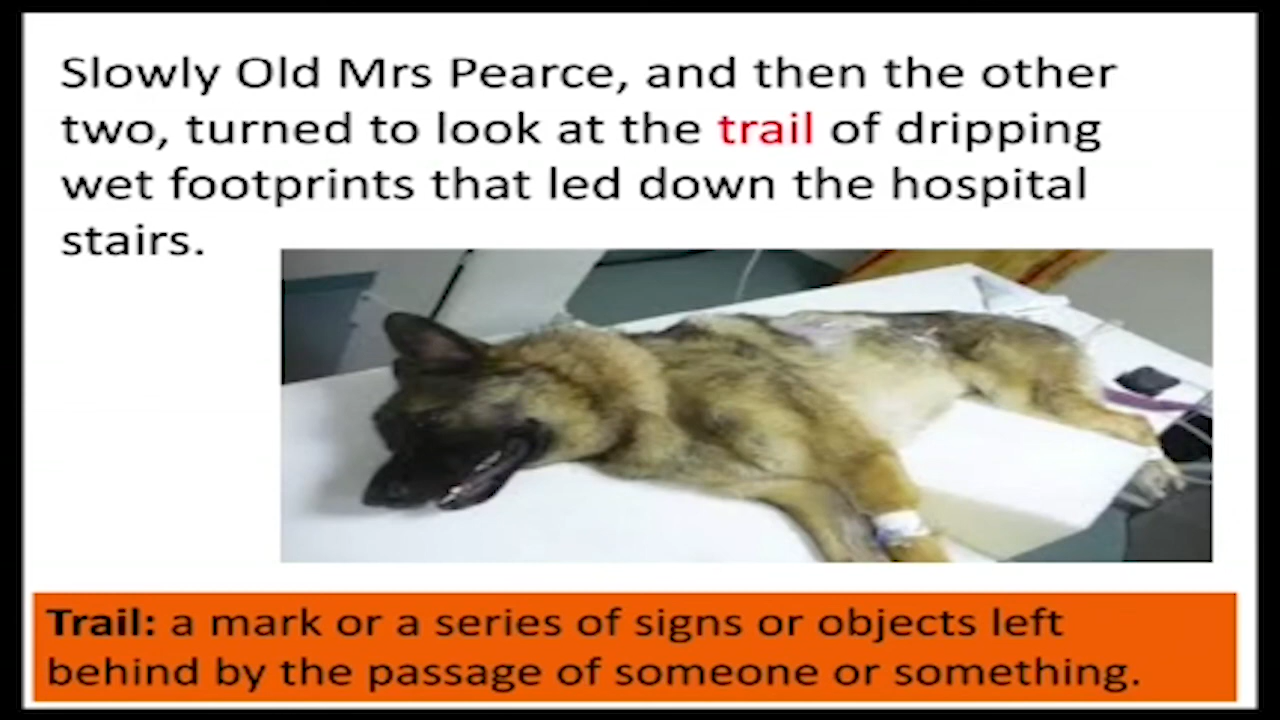 Slowly Old Mrs Pearce, and then the other
two, turned to look at the trail of dripping
wet footprints that led down the hospital
stairs.
Trail: a mark or a series of signs or objects left
behind by the passage of someone or something.